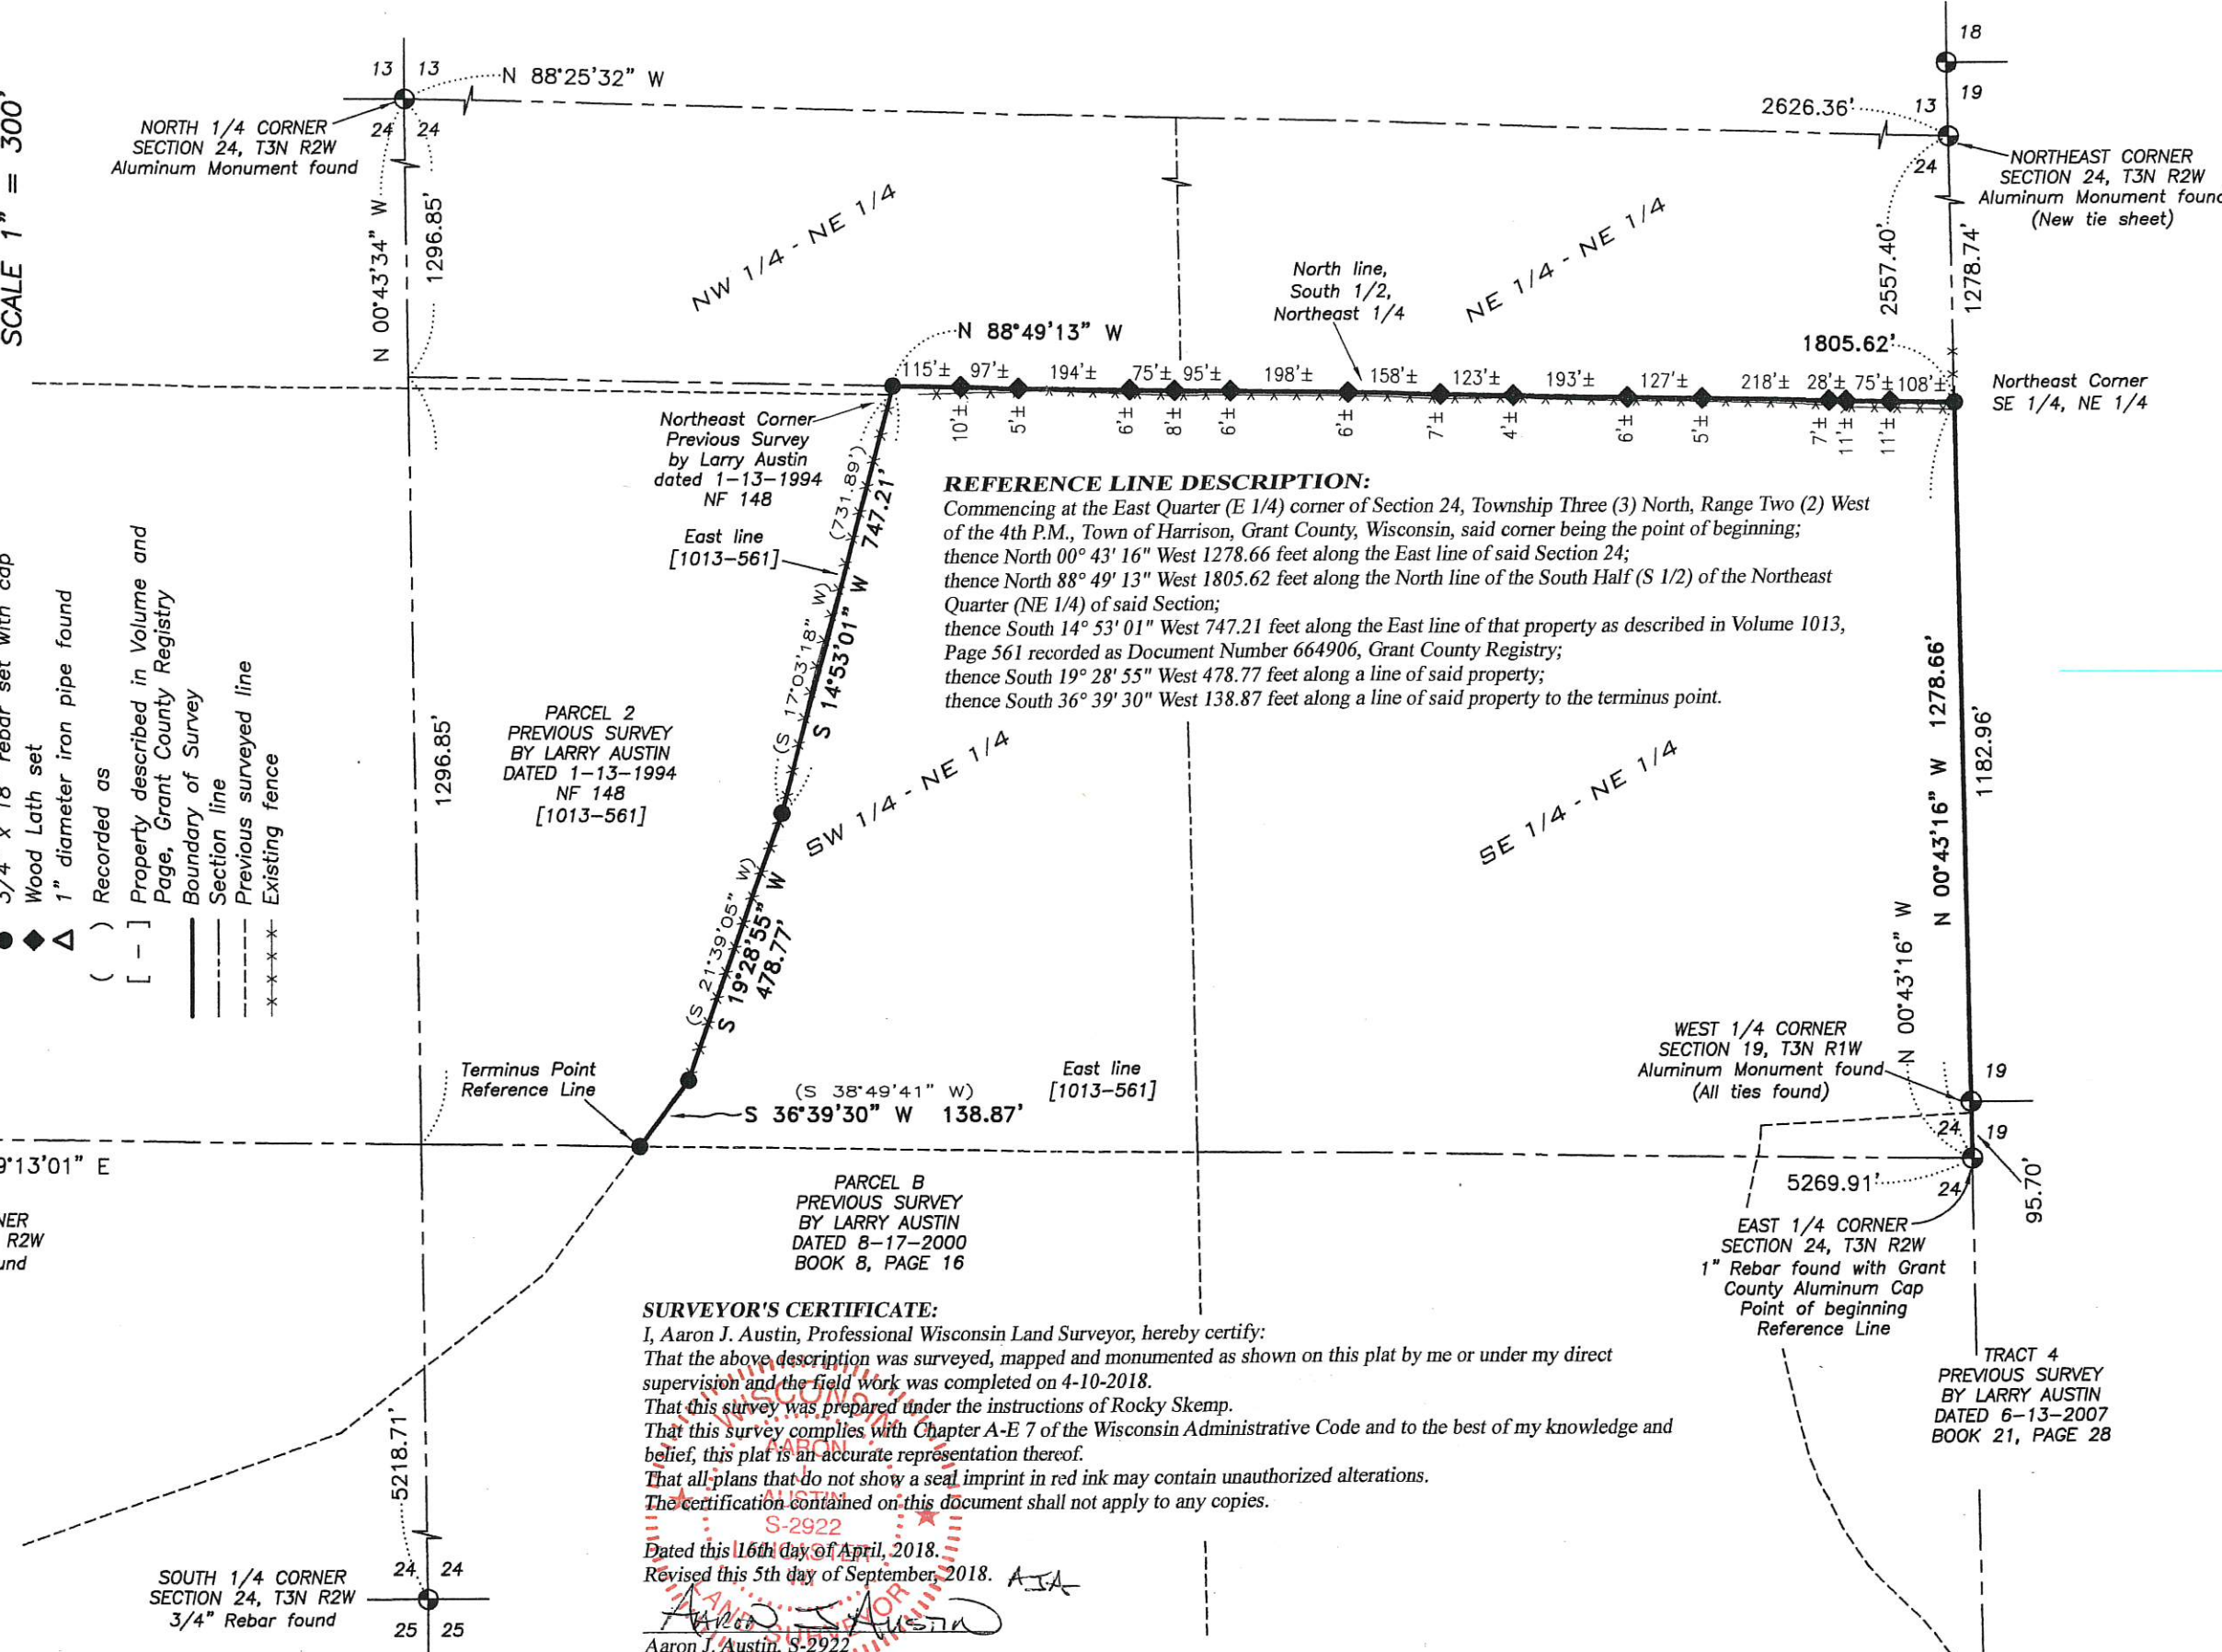 SCALE 1" = 300'
13 13
N 88°25'32" W
NORTH 1/4 CORNER
SECTION 24, T3N R2W
Aluminum Monument found
24 24
N 00°43'34" W
1296.85'
18
19
2626.36'
13
24
NORTHEAST CORNER
SECTION 24, T3N R2W
Aluminum Monument found
(New tie sheet)
2557.40'
1278.74'
NW 1/4 - NE 1/4
NE 1/4 - NE 1/4
North line,
South 1/2,
Northeast 1/4
N 88°49'13" W
1805.62'
115'± 97'± 194'± 75'± 95'± 198'± 158'± 123'± 193'± 127'± 218'± 28'± 75'± 108'±
10'± 5'± 6'± 8'± 6'± 6'± 7'± 4'± 6'± 5'± 7'± 11'± 11'±
Northeast Corner
SE 1/4, NE 1/4
Northeast Corner
Previous Survey
by Larry Austin
dated 1-13-1994
NF 148
East line
[1013-561]
(731.89')
747.21'
(S 17°03'18" W)
S 14°53'01" W
REFERENCE LINE DESCRIPTION:
Commencing at the East Quarter (E 1/4) corner of Section 24, Township Three (3) North, Range Two (2) West
of the 4th P.M., Town of Harrison, Grant County, Wisconsin, said corner being the point of beginning;
thence North 00° 43' 16" West 1278.66 feet along the East line of said Section 24;
thence North 88° 49' 13" West 1805.62 feet along the North line of the South Half (S 1/2) of the Northeast
Quarter (NE 1/4) of said Section;
thence South 14° 53' 01" West 747.21 feet along the East line of that property as described in Volume 1013,
Page 561 recorded as Document Number 664906, Grant County Registry;
thence South 19° 28' 55" West 478.77 feet along a line of said property;
thence South 36° 39' 30" West 138.87 feet along a line of said property to the terminus point.
3/4" x 18" rebar set with cap
Wood Lath set
1" diameter iron pipe found
( ) Recorded as
[ - ] Property described in Volume and
Page, Grant County Registry
Boundary of Survey
Section line
Previous surveyed line
Existing fence
1296.85'
PARCEL 2
PREVIOUS SURVEY
BY LARRY AUSTIN
DATED 1-13-1994
NF 148
[1013-561]
SW 1/4 - NE 1/4
SE 1/4 - NE 1/4
N 00°43'16" W 1278.66'
1182.96'
N 00°43'16" W
(S 21°39'05" W)
S 19°28'55" W
478.77'
Terminus Point
Reference Line
(S 38°49'41" W)
S 36°39'30" W 138.87'
East line
[1013-561]
WEST 1/4 CORNER
SECTION 19, T3N R1W
Aluminum Monument found
(All ties found)
19
24 19
5269.91'
24
95.70'
9°13'01" E
NER
R2W
und
PARCEL B
PREVIOUS SURVEY
BY LARRY AUSTIN
DATED 8-17-2000
BOOK 8, PAGE 16
EAST 1/4 CORNER
SECTION 24, T3N R2W
1" Rebar found with Grant
County Aluminum Cap
Point of beginning
Reference Line
TRACT 4
PREVIOUS SURVEY
BY LARRY AUSTIN
DATED 6-13-2007
BOOK 21, PAGE 28
SURVEYOR'S CERTIFICATE:
I, Aaron J. Austin, Professional Wisconsin Land Surveyor, hereby certify:
That the above description was surveyed, mapped and monumented as shown on this plat by me or under my direct
supervision and the field work was completed on 4-10-2018.
That this survey was prepared under the instructions of Rocky Skemp.
That this survey complies with Chapter A-E 7 of the Wisconsin Administrative Code and to the best of my knowledge and
belief, this plat is an accurate representation thereof.
That all plans that do not show a seal imprint in red ink may contain unauthorized alterations.
The certification contained on this document shall not apply to any copies.
Dated this 16th day of April, 2018.
Revised this 5th day of September, 2018. AJA
Aaron J Austin
Aaron J. Austin, S-2922
WISCONSIN
AARON
J
AUSTIN
S-2922
LANCASTER
WI
LAND SURVEYOR
5218.71'
SOUTH 1/4 CORNER
SECTION 24, T3N R2W
3/4" Rebar found
24 24
25 25